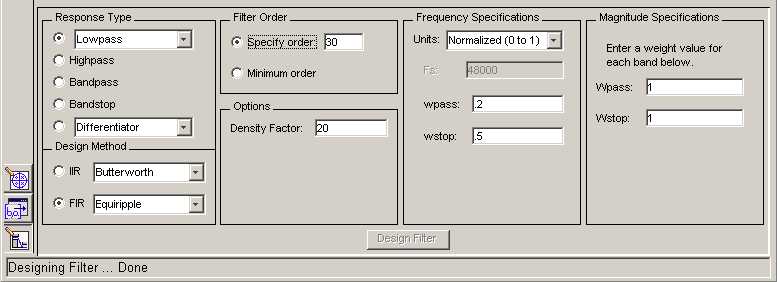 Response Type
Lowpass
Highpass
Bandpass
Bandstop
Differentiator
Design Method
IIR Butterworth
FIR Equiripple
Filter Order
Specify order: 30
Minimum order
Options
Density Factor: 20
Frequency Specifications
Units: Normalized (0 to 1)
Fs: 48000
wpass: .2
wstop: .5
Magnitude Specifications
Enter a weight value for
each band below.
Wpass: 1
Wstop: 1
Design Filter
Designing Filter ... Done